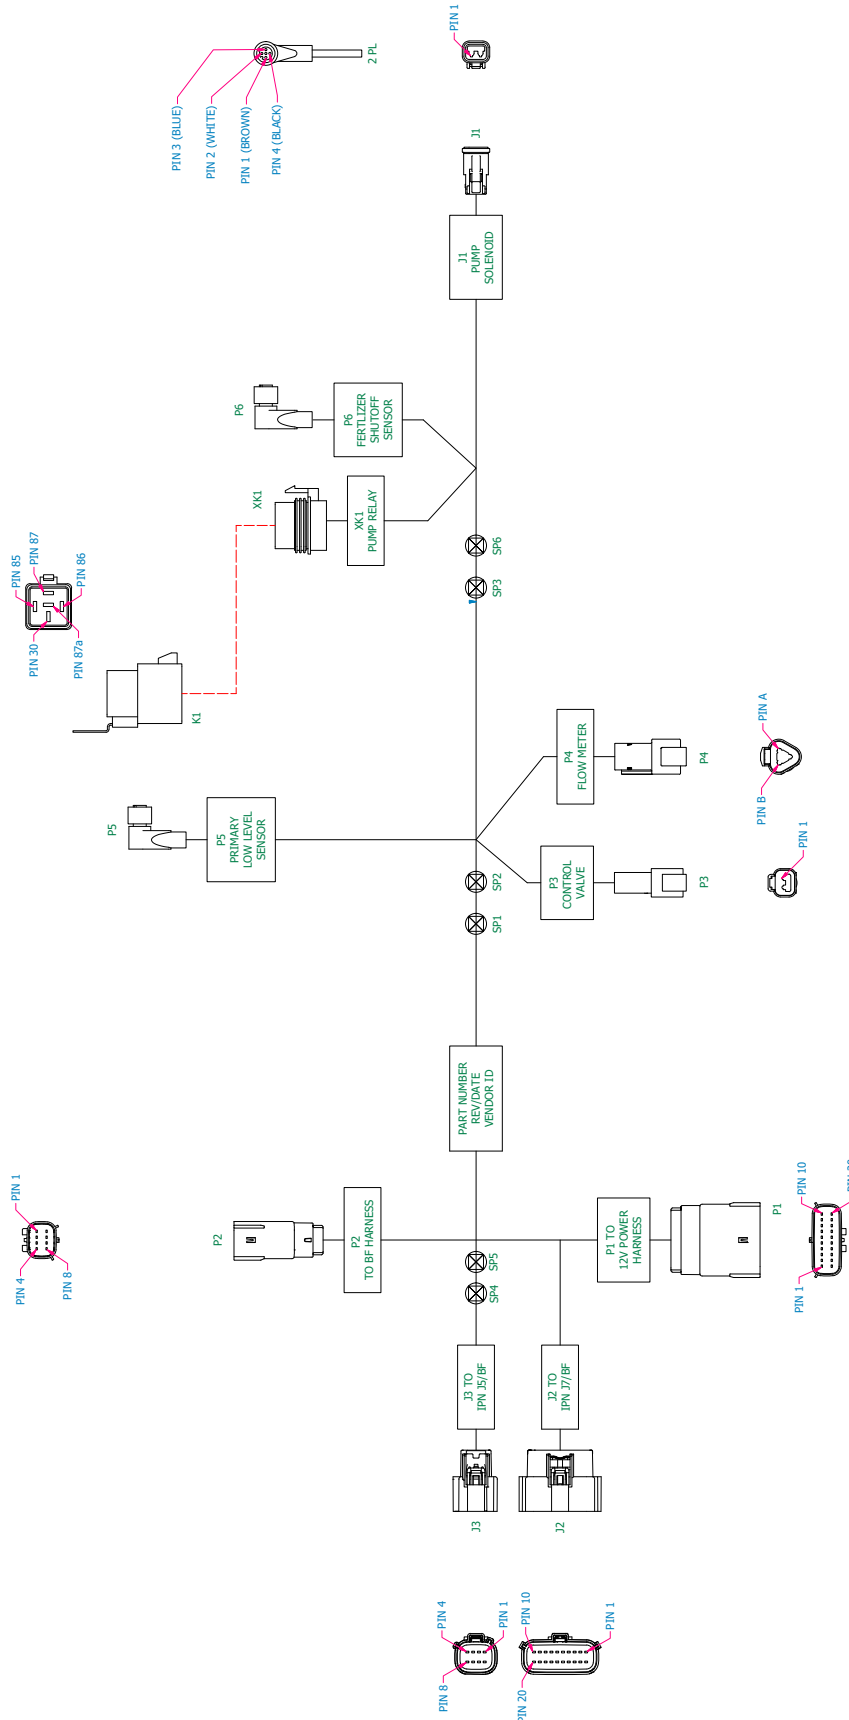 PIN 3 (BLUE)
PIN 2 (WHITE)
PIN 1 (BROWN)
PIN 4 (BLACK)
2 PL
PIN 1
J1
J1
PUMP
SOLENOID
P6
P6
FERTLIZER
SHUTOFF
SENSOR
XK1
XK1
PUMP RELAY
PIN 85
PIN 87
PIN 86
PIN 30
PIN 87a
K1
SP6
SP3
P5
P5
PRIMARY
LOW LEVEL
SENSOR
P4
FLOW METER
P4
PIN A
PIN B
P3
CONTROL
VALVE
P3
PIN 1
SP2
SP1
PART NUMBER
REV/DATE
VENDOR ID
PIN 1
PIN 4
PIN 8
P2
P2
TO BF HARNESS
P1 TO
12V POWER
HARNESS
P1
PIN 10
PIN 1
SP5
SP4
J3 TO
IPN J5/BF
J2 TO
IPN J7/BF
J3
J2
PIN 4
PIN 1
PIN 8
PIN 10
PIN 1
PIN 20